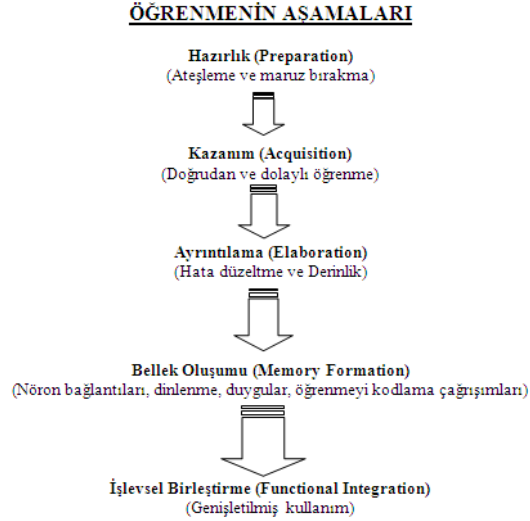 ÖĞRENMENİN AŞAMALARI
Hazırlık (Preparation)
(Ateşleme ve maruz bırakma)
Kazanım (Acquisition)
(Doğrudan ve dolaylı öğrenme)
Ayrıntılama (Elaboration)
(Hata düzeltme ve Derinlik)
Bellek Oluşumu (Memory Formation)
(Nöron bağlantıları, dinlenme, duygular, öğrenmeyi kodlama çağrışımları)
İşlevsel Birleştirme (Functional Integration)
(Genişletilmiş kullanım)